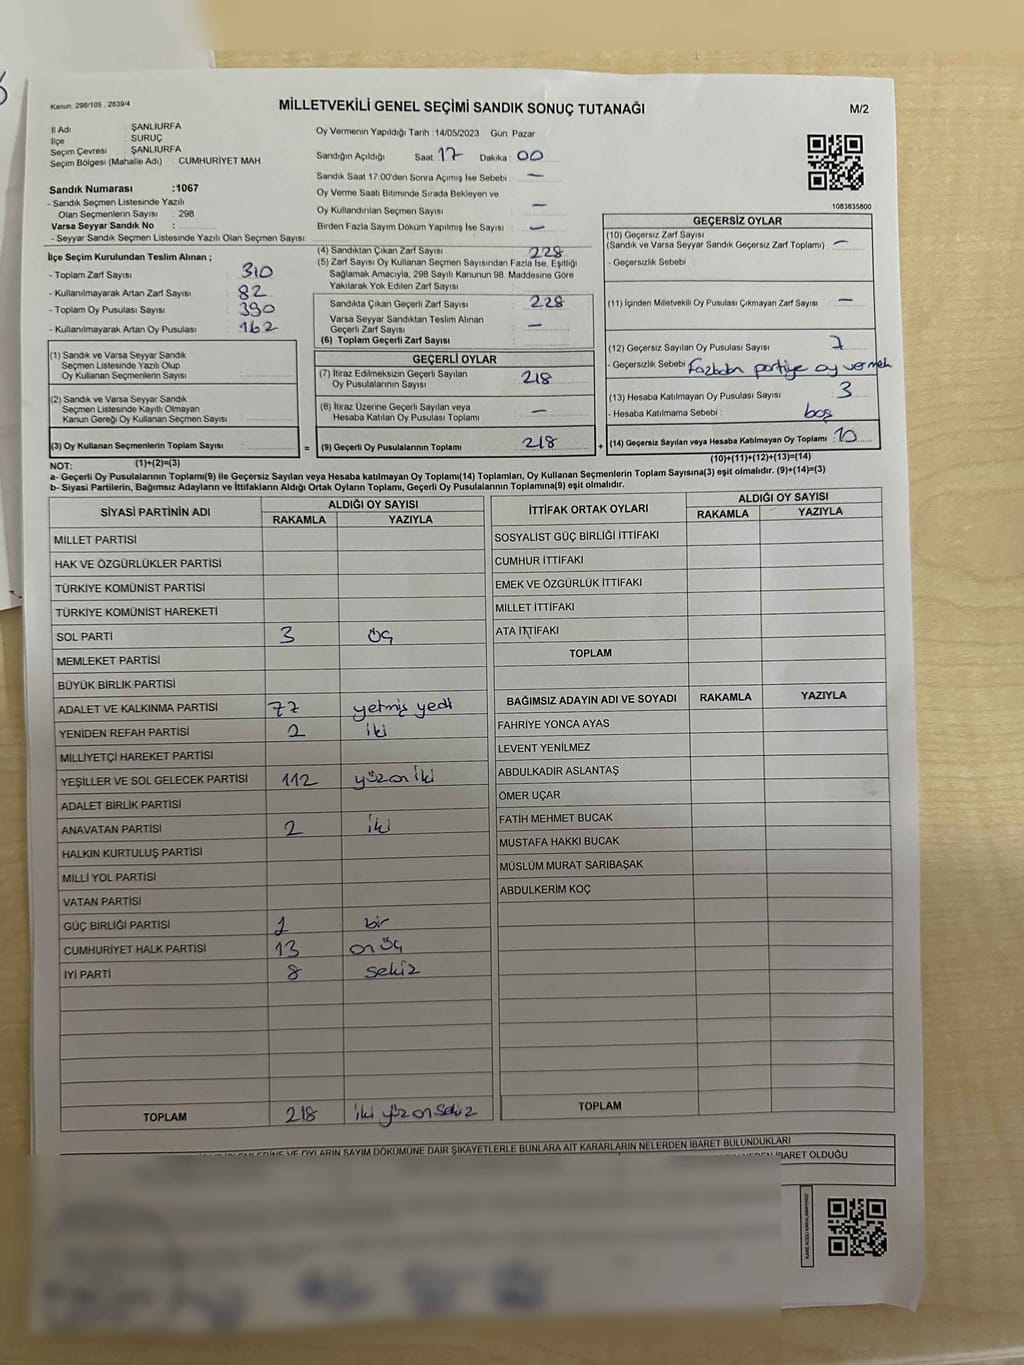 Kanun. 298/105 . 2839/4
MİLLETVEKİLİ GENEL SEÇİMİ SANDIK SONUÇ TUTANAĞI
M/2
İl Adı : ŞANLIURFA
İlçe : SURUÇ
Seçim Çevresi : ŞANLIURFA
Seçim Bölgesi (Mahalle Adı) : CUMHURİYET MAH.
Sandık Numarası :1067
- Sandık Seçmen Listesinde Yazılı
Olan Seçmenlerin Sayısı : 298
Varsa Seyyar Sandık No :
- Seyyar Sandık Seçmen Listesinde Yazılı Olan Seçmen Sayısı :
İlçe Seçim Kurulundan Teslim Alınan ;
- Toplam Zarf Sayısı : 310
- Kullanılmayarak Artan Zarf Sayısı : 82
- Toplam Oy Pusulası Sayısı : 390
- Kullanılmayarak Artan Oy Pusulası : 162
Oy Vermenin Yapıldığı Tarih :14/05/2023 Gün: Pazar
Sandığın Açıldığı Saat: 17 Dakika: 00
Sandık Saat 17.00'den Sonra Açımış İse Sebebi : —
Oy Verme Saati Bitiminde Sırada Bekleyen ve
Oy Kullandırılan Seçmen Sayısı : —
Birden Fazla Sayım Döküm Yapılmış İse Sayısı : —
(4) Sandıktan Çıkan Zarf Sayısı : 228
(5) Zarf Sayısı Oy Kullanan Seçmen Sayısından Fazla İse, Eşitliği
Sağlamak Amacıyla, 298 Sayılı Kanunun 98. Maddesine Göre
Yakılarak Yok Edilen Zarf Sayısı :
Sandıkta Çıkan Geçerli Zarf Sayısı : 228
Varsa Seyyar Sandıktan Teslim Alınan
Geçerli Zarf Sayısı : —
(6) Toplam Geçerli Zarf Sayısı :
1083835800
GEÇERSİZ OYLAR
(10) Geçersiz Zarf Sayısı
(Sandık ve Varsa Seyyar Sandık Geçersiz Zarf Toplamı) : —
- Geçersizlik Sebebi :
(11) İçinden Milletvekili Oy Pusulası Çıkmayan Zarf Sayısı : —
(12) Geçersiz Sayılan Oy Pusulası Sayısı : 7
- Geçersizlik Sebebi : Fazladan partiye oy vermek
(13) Hesaba Katılmayan Oy Pusulası Sayısı : 3
- Hesaba Katılmama Sebebi : boş
(14) Geçersiz Sayılan veya Hesaba Katılmayan Oy Toplamı : 10
(10)+(11)+(12)+(13)=(14)
(1) Sandık ve Varsa Seyyar Sandık
Seçmen Listesinde Yazılı Olup
Oy Kullanan Seçmenlerin Sayısı :
(2) Sandık ve Varsa Seyyar Sandık
Seçmen Listesinde Kayıtlı Olmayan
Kanun Gereği Oy Kullanan Seçmen Sayısı :
(3) Oy Kullanan Seçmenlerin Toplam Sayısı :
(1)+(2)=(3)
=
GEÇERLİ OYLAR
(7) İtiraz Edilmeksizin Geçerli Sayılan
Oy Pusulalarının Sayısı : 218
(8) İtiraz Üzerine Geçerli Sayılan veya
Hesaba Katılan Oy Pusulası Toplamı : —
(9) Geçerli Oy Pusulalarının Toplamı : 218
+
NOT:
a- Geçerli Oy Pusulalarının Toplamı(9) ile Geçersiz Sayılan veya Hesaba katılmayan Oy Toplamı(14) Toplamları, Oy Kullanan Seçmenlerin Toplam Sayısına(3) eşit olmalıdır. (9)+(14)=(3)
b- Siyasi Partilerin, Bağımsız Adayların ve İttifakların Aldığı Ortak Oyların Toplamı, Geçerli Oy Pusulalarının Toplamına(9) eşit olmalıdır.
SİYASİ PARTİNİN ADI ALDIĞI OY SAYISI
RAKAMLA YAZIYLA
MİLLET PARTİSİ
HAK VE ÖZGÜRLÜKLER PARTİSİ
TÜRKİYE KOMÜNİST PARTİSİ
TÜRKİYE KOMÜNİST HAREKETİ
SOL PARTİ 3 üç
MEMLEKET PARTİSİ
BÜYÜK BİRLİK PARTİSİ
ADALET VE KALKINMA PARTİSİ 77 yetmiş yedi
YENİDEN REFAH PARTİSİ 2 iki
MİLLİYETÇİ HAREKET PARTİSİ
YEŞİLLER VE SOL GELECEK PARTİSİ 112 yüz on iki
ADALET BİRLİK PARTİSİ
ANAVATAN PARTİSİ 2 iki
HALKIN KURTULUŞ PARTİSİ
MİLLİ YOL PARTİSİ
VATAN PARTİSİ
GÜÇ BİRLİĞİ PARTİSİ 1 bir
CUMHURİYET HALK PARTİSİ 13 on üç
İYİ PARTİ 8 sekiz
TOPLAM 218 iki yüz on sekiz
İTTİFAK ORTAK OYLARI ALDIĞI OY SAYISI
RAKAMLA YAZIYLA
SOSYALİST GÜÇ BİRLİĞİ İTTİFAKI
CUMHUR İTTİFAKI
EMEK VE ÖZGÜRLÜK İTTİFAKI
MİLLET İTTİFAKI
ATA İTTİFAKI
TOPLAM
BAĞIMSIZ ADAYIN ADI VE SOYADI RAKAMLA YAZIYLA
FAHRİYE YONCA AYAS
LEVENT YENİLMEZ
ABDULKADİR ASLANTAŞ
ÖMER UÇAR
FATİH MEHMET BUCAK
MUSTAFA HAKKI BUCAK
MÜSLÜM MURAT SARIBAŞAK
ABDULKERİM KOÇ
TOPLAM
VE OYLARIN SAYIM DÖKÜMÜNE DAİR ŞİKAYETLERLE BUNLARA AİT KARARLARIN NELERDEN İBARET BULUNDUKLARI
İBARET OLDUĞU